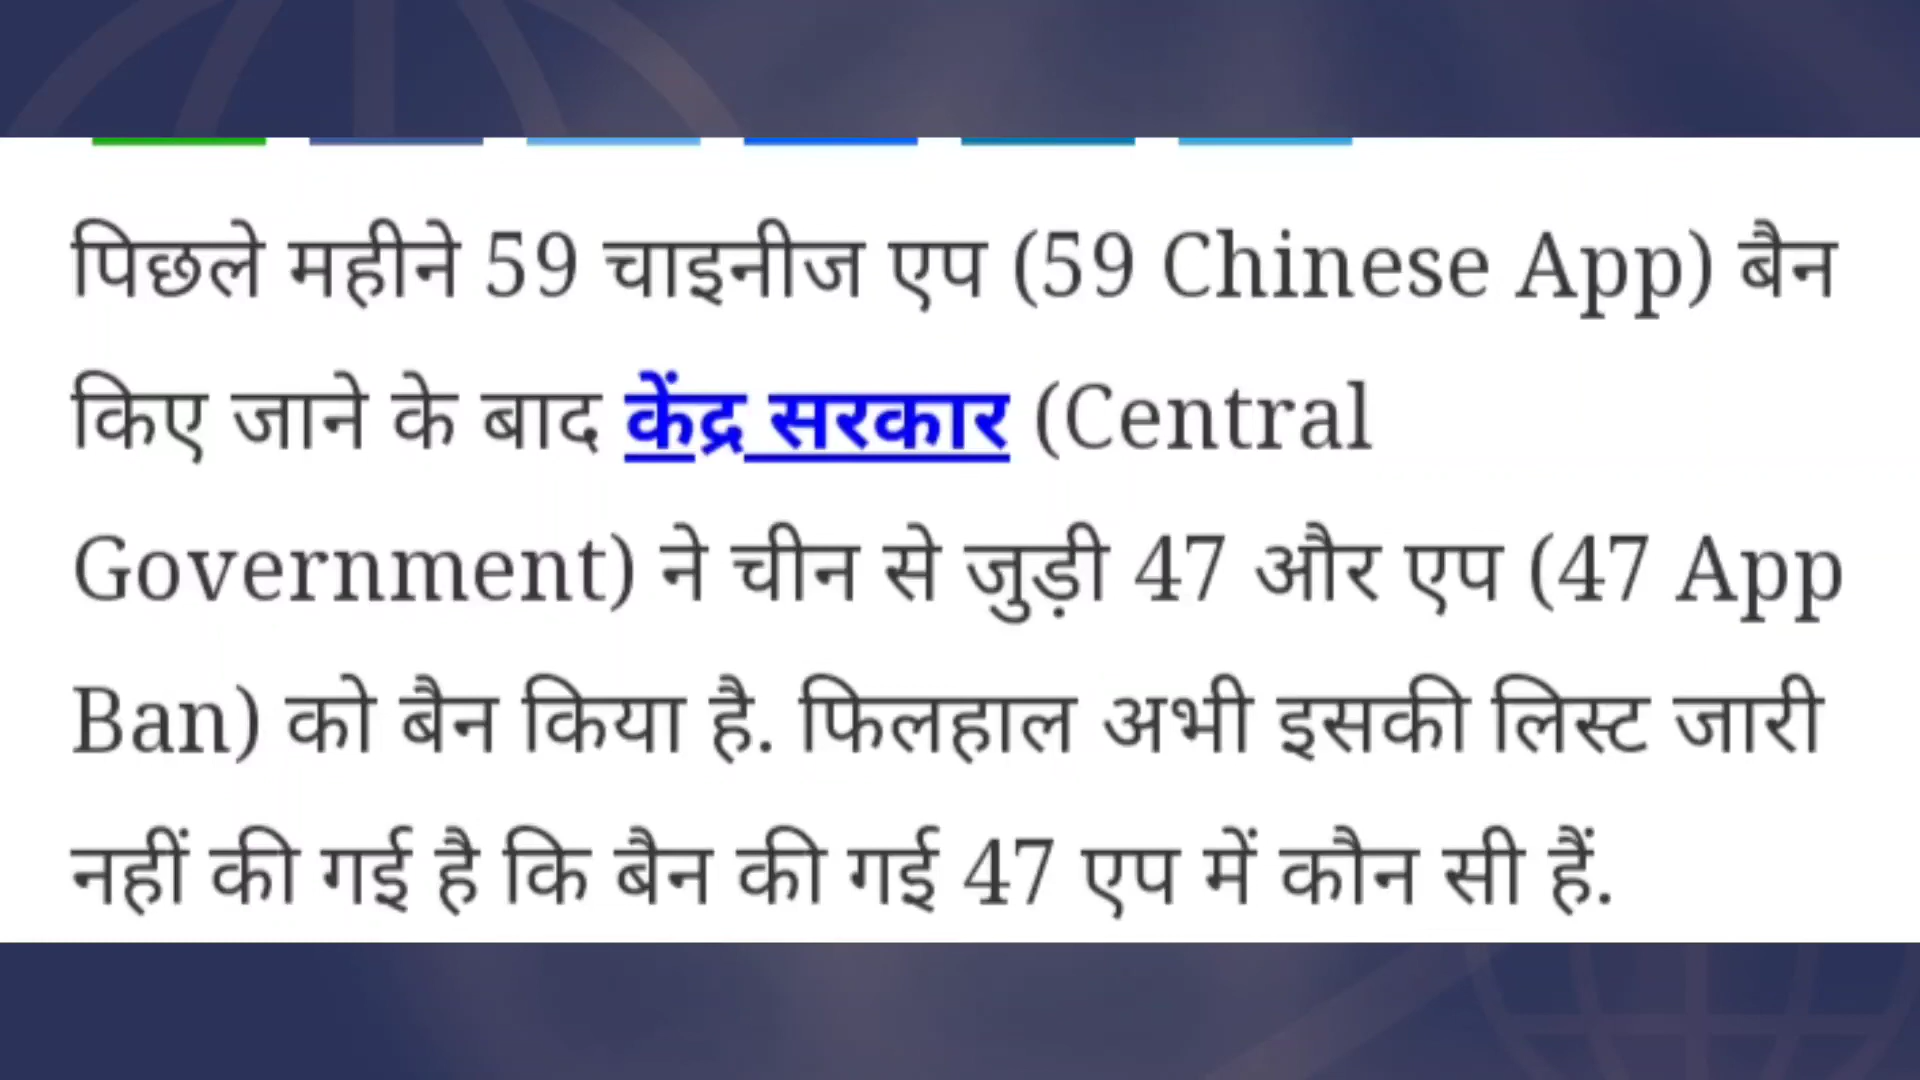 पिछले महीने 59 चाइनीज एप (59 Chinese App) बैन
किए जाने के बाद केंद्र सरकार (Central
Government) ने चीन से जुड़ी 47 और एप (47 App
Ban) को बैन किया है. फिलहाल अभी इसकी लिस्ट जारी
नहीं की गई है कि बैन की गई 47 एप में कौन सी हैं.